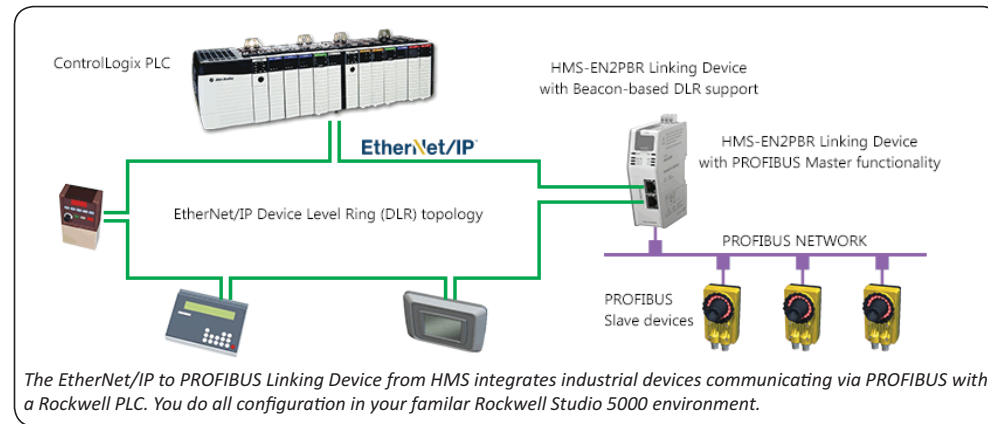 ControlLogix PLC
HMS-EN2PBR Linking Device
with Beacon-based DLR support
EtherNet/IP
HMS-EN2PBR Linking Device
with PROFIBUS Master functionality
EtherNet/IP Device Level Ring (DLR) topology
PROFIBUS NETWORK
PROFIBUS
Slave devices
The EtherNet/IP to PROFIBUS Linking Device from HMS integrates industrial devices communicating via PROFIBUS with
a Rockwell PLC. You do all configuration in your familar Rockwell Studio 5000 environment.